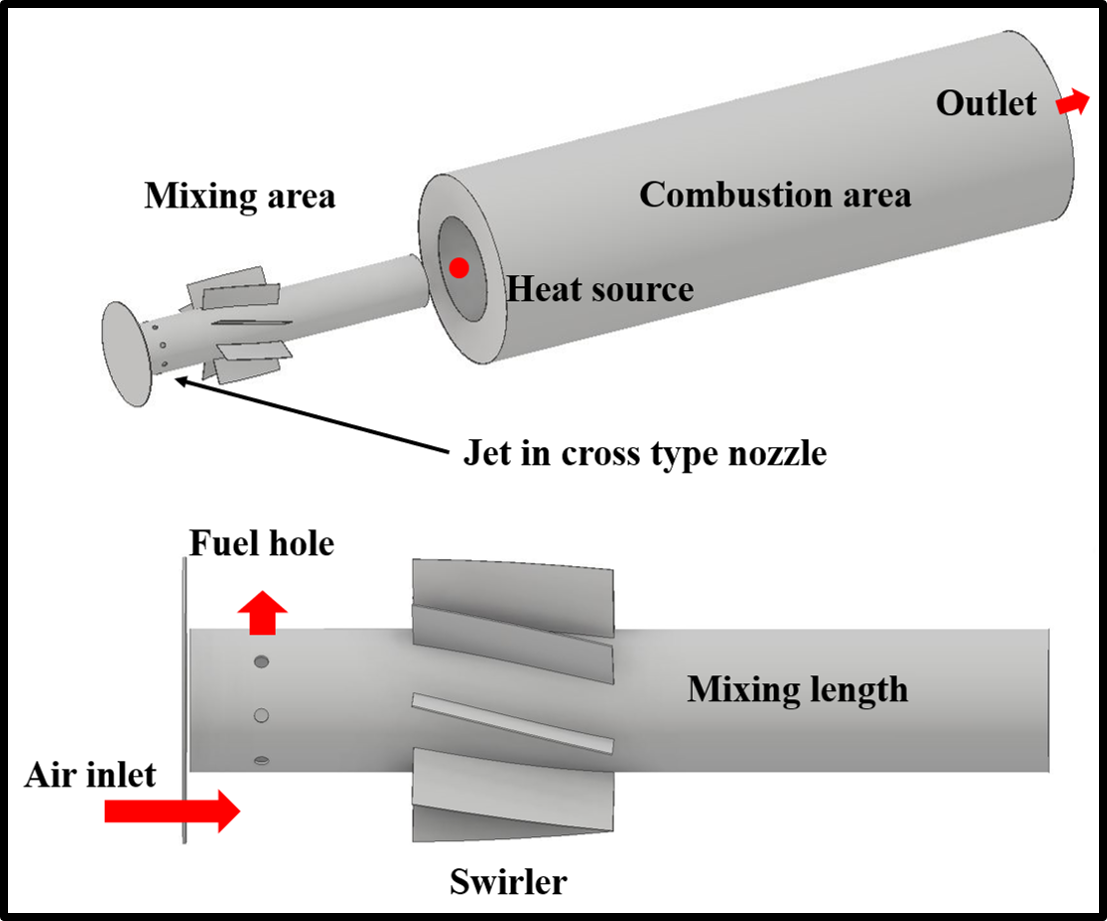 Outlet
Mixing area
Combustion area
Heat source
Jet in cross type nozzle
Fuel hole
Mixing length
Air inlet
Swirler